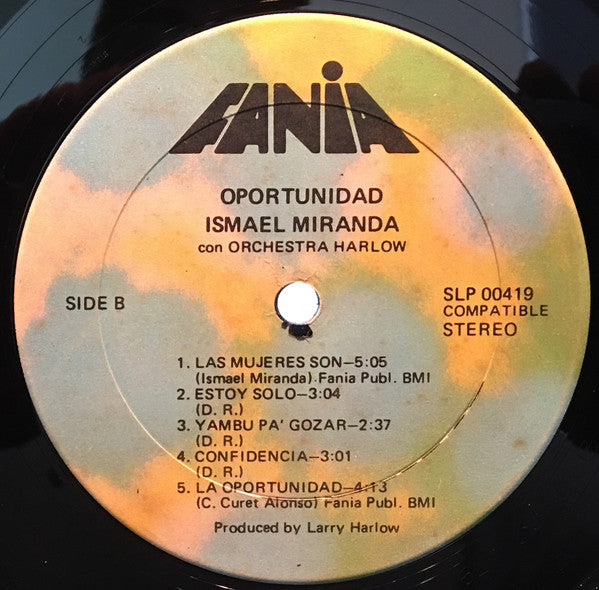 FANIA
OPORTUNIDAD
ISMAEL MIRANDA
con ORCHESTRA HARLOW
SIDE B
SLP 00419
COMPATIBLE
STEREO
1. LAS MUJERES SON—5:05
(Ismael Miranda) Fania Publ. BMI
2. ESTOY SOLO—3:04
(D. R.)
3. YAMBU PA' GOZAR—2:37
(D. R.)
4. CONFIDENCIA—3:01
(D. R.)
5. LA OPORTUNIDAD—4:13
(C. Curet Alonso) Fania Publ. BMI
Produced by Larry Harlow